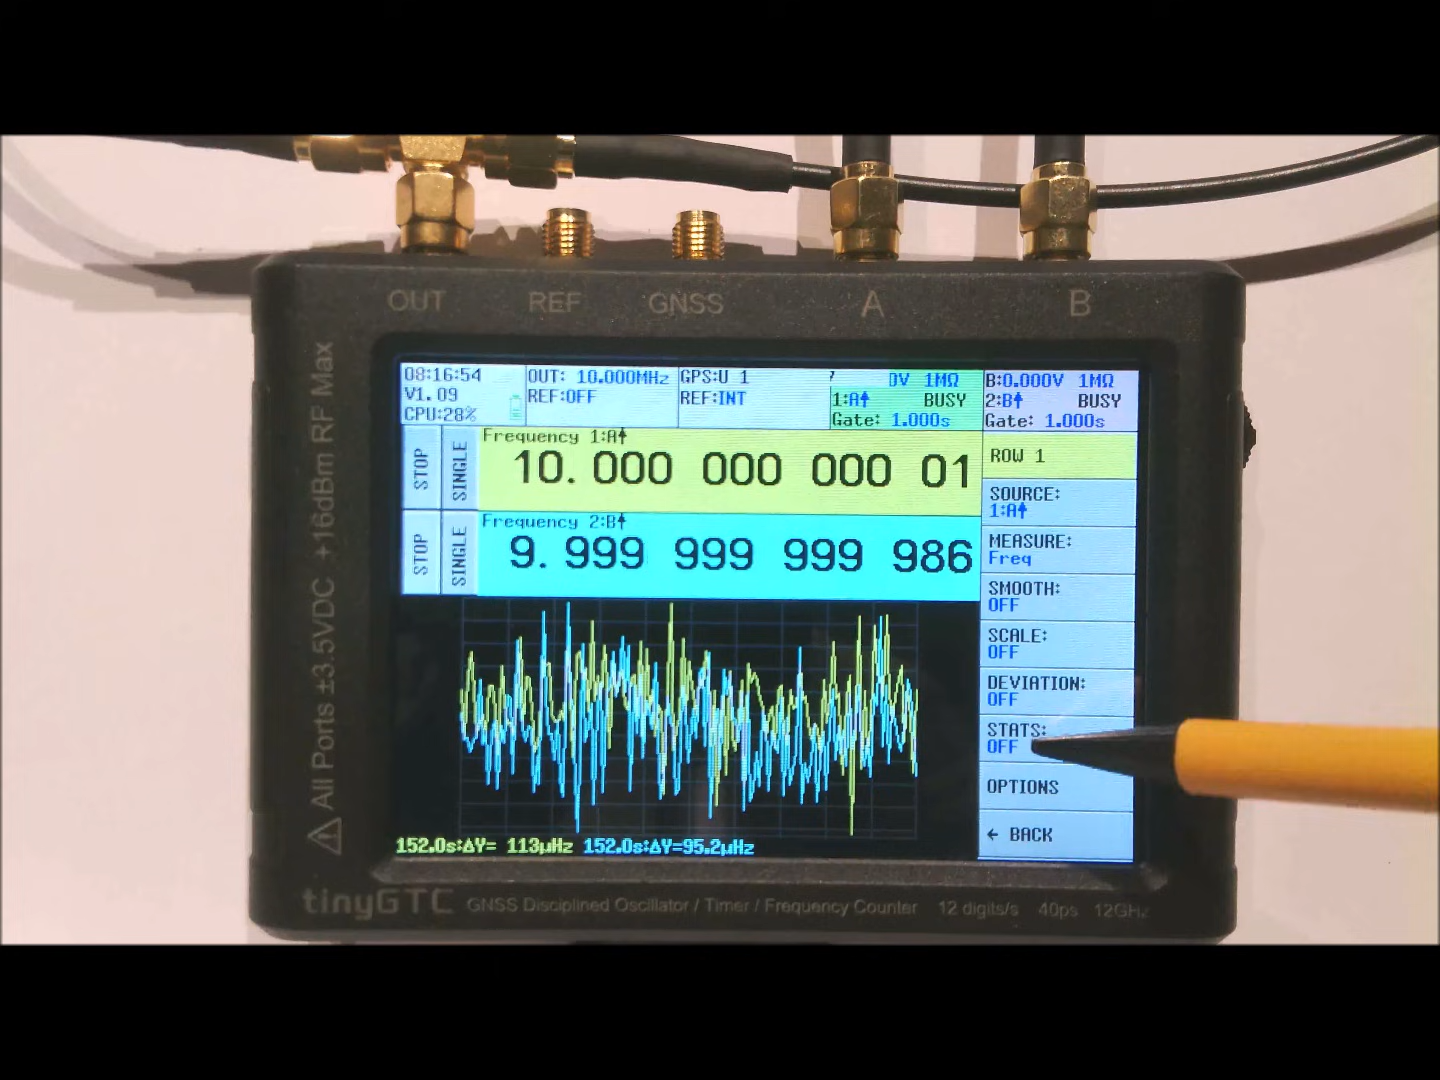 OUT REF GNSS A B
All Ports ±3.5VDC +16dBm RF Max
08:16:54
V1.09
CPU:28%
OUT: 10.000MHz
REF:OFF
GPS:U 1
REF:INT
0V 1MΩ
1:A↑ BUSY
Gate: 1.000s
B:0.000V 1MΩ
2:B↑ BUSY
Gate: 1.000s
STOP
SINGLE
Frequency 1:A↑
10. 000 000 000 01
STOP
SINGLE
Frequency 2:B↑
9. 999 999 999 986
ROW 1
SOURCE:
1:A↑
MEASURE:
Freq
SMOOTH:
OFF
SCALE:
OFF
DEVIATION:
OFF
STATS:
OFF
OPTIONS
← BACK
152.0s:ΔY= 113µHz 152.0s:ΔY=95.2µHz
tinyGTC GNSS Disciplined Oscillator / Timer / Frequency Counter 12 digits/s 40ps 12GHz